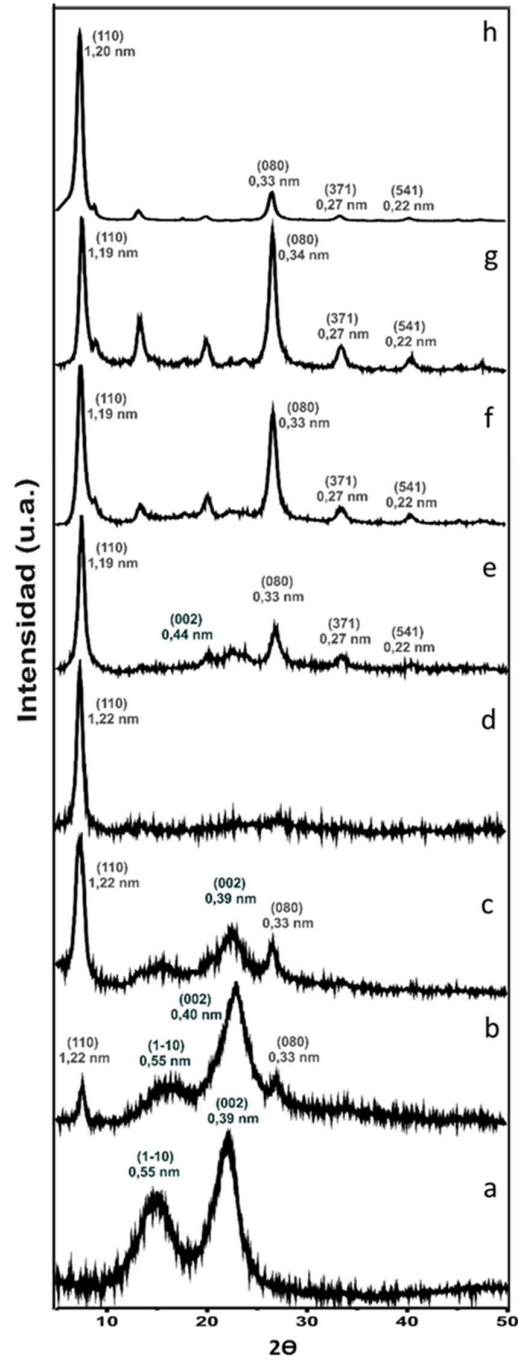 h
(110)
1,20 nm
(080)
0,33 nm
(371)
0,27 nm
(541)
0,22 nm
g
(110)
1,19 nm
(080)
0,34 nm
(371)
0,27 nm
(541)
0,22 nm
f
(110)
1,19 nm
(080)
0,33 nm
(371)
0,27 nm
(541)
0,22 nm
e
(110)
1,19 nm
(002)
0,44 nm
(080)
0,33 nm
(371)
0,27 nm
(541)
0,22 nm
d
(110)
1,22 nm
c
(110)
1,22 nm
(002)
0,39 nm
(080)
0,33 nm
b
(110)
1,22 nm
(1-10)
0,55 nm
(002)
0,40 nm
(080)
0,33 nm
a
(1-10)
0,55 nm
(002)
0,39 nm
Intensidad (u.a.)
10 20 30 40 50
2Θ